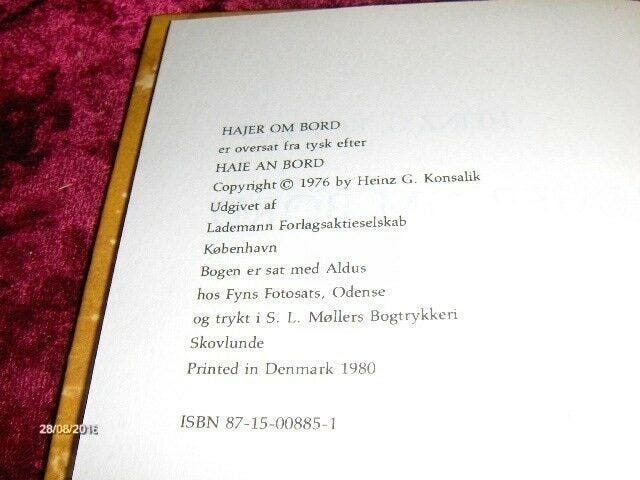 HAJER OM BORD
er oversat fra tysk efter
HAIE AN BORD
Copyright © 1976 by Heinz G. Konsalik
Udgivet af
Lademann Forlagsaktieselskab
København
Bogen er sat med Aldus
hos Fyns Fotosats, Odense
og trykt i S. L. Møllers Bogtrykkeri
Skovlunde
Printed in Denmark 1980
ISBN 87-15-00885-1
28/08/2016